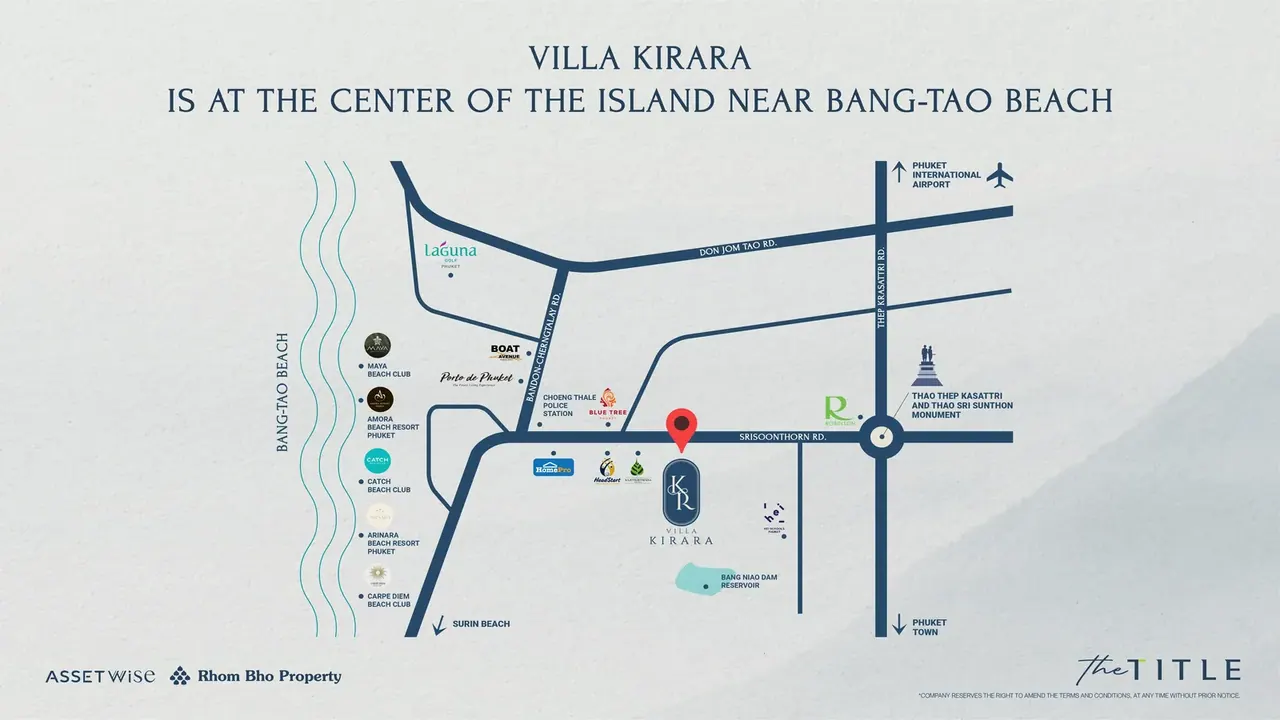 VILLA KIRARA
IS AT THE CENTER OF THE ISLAND NEAR BANG-TAO BEACH
PHUKET
INTERNATIONAL
AIRPORT
DON JOM TAO RD.
THEP KRASATTRI RD.
Laguna
GOLF
PHUKET
BANDON-CHERNGTALAY RD.
BANG-TAO BEACH
BOAT
AVENUE
Porto de Phuket
MAYA
MAYA
BEACH CLUB
AMORA
BEACH RESORT
PHUKET
CATCH
CATCH
BEACH CLUB
ARINARA
BEACH RESORT
PHUKET
CARPE DIEM
BEACH CLUB
CHOENG THALE
POLICE
STATION
BLUE TREE
PHUKET
R
ROBINSON
THAO THEP KASATTRI
AND THAO SRI SUNTHON
MONUMENT
SRISOONTHORN RD.
HomePro
HeadStart
KR
VILLA
KIRARA
hei
BANG NIAO DAM
RESERVOIR
SURIN BEACH
PHUKET
TOWN
ASSETWISE
Rhom Bho Property
the TITLE
*COMPANY RESERVES THE RIGHT TO AMEND THE TERMS AND CONDITIONS, AT ANY TIME WITHOUT PRIOR NOTICE.